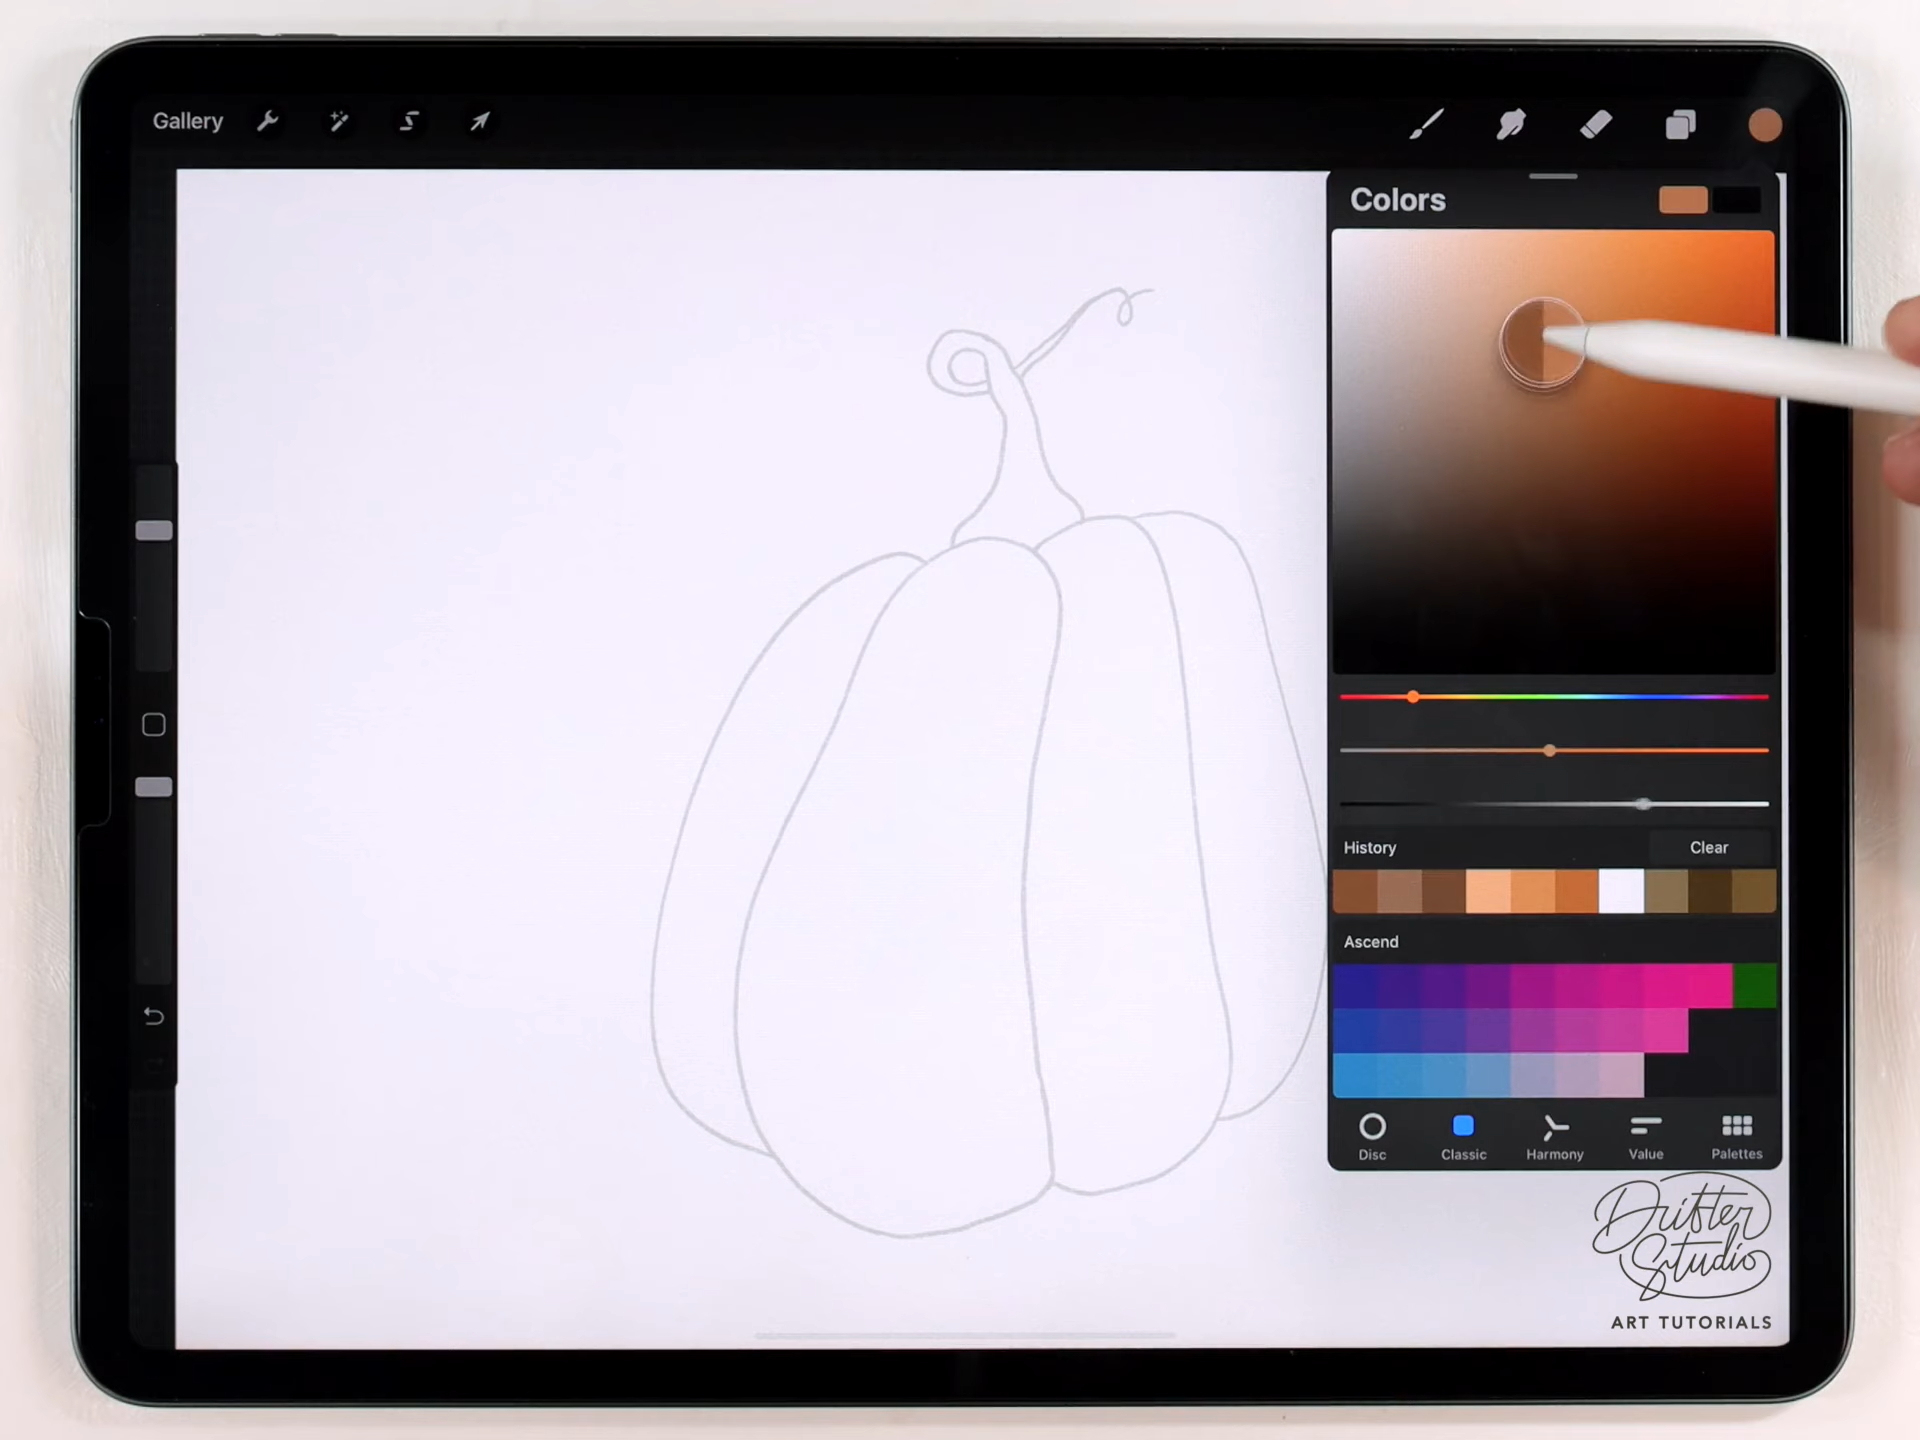 Gallery
Colors
History
Clear
Ascend
Disc
Classic
Harmony
Value
Palettes
Drifter
Studio
ART TUTORIALS